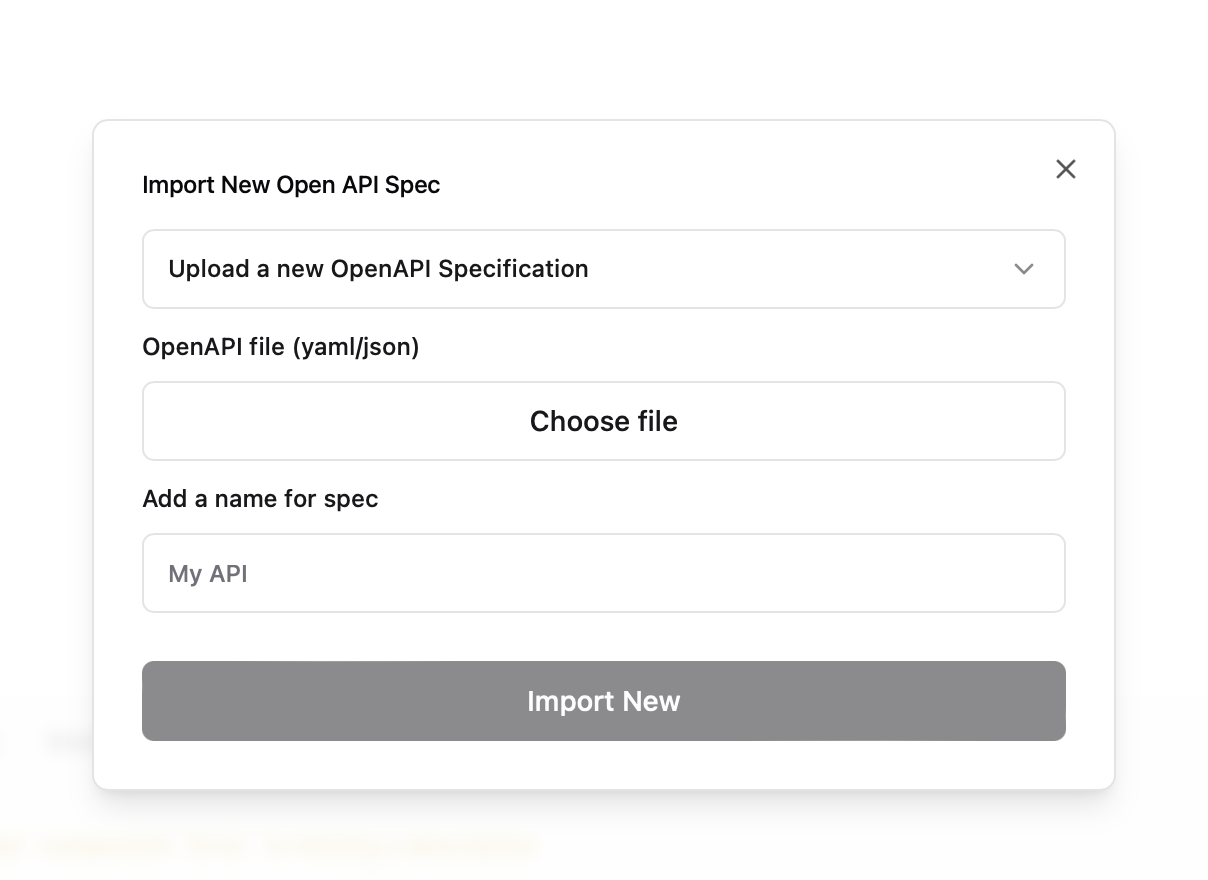 Import New Open API Spec
Upload a new OpenAPI Specification
OpenAPI file (yaml/json)
Choose file
Add a name for spec
My API
Import New